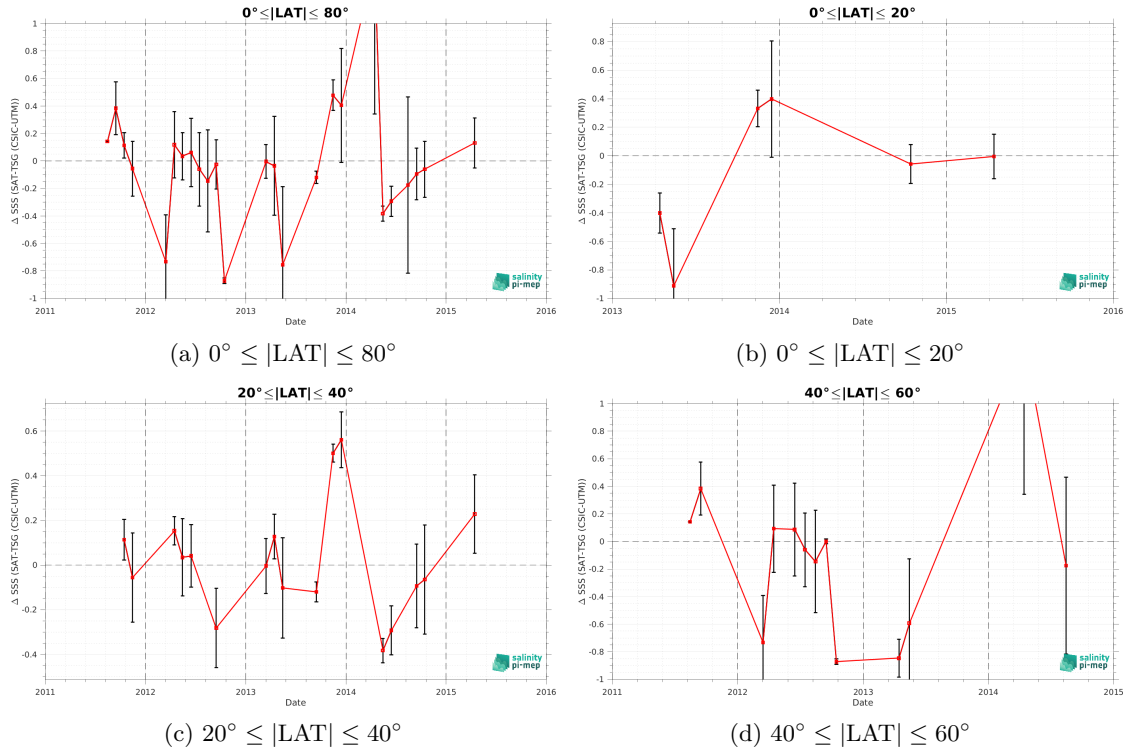 0°≤|LAT|≤ 80°
Δ SSS (SAT-TSG (CSIC-UTM))
1
0.8
0.6
0.4
0.2
0
-0.2
-0.4
-0.6
-0.8
-1
2011 2012 2013 2014 2015 2016
Date
salinity
pi-mep
(a) 0° ≤ |LAT| ≤ 80°
0°≤|LAT|≤ 20°
Δ SSS (SAT-TSG (CSIC-UTM))
0.8
0.6
0.4
0.2
0
-0.2
-0.4
-0.6
-0.8
-1
2013 2014 2015 2016
Date
salinity
pi-mep
(b) 0° ≤ |LAT| ≤ 20°
20°≤|LAT|≤ 40°
Δ SSS (SAT-TSG (CSIC-UTM))
0.6
0.4
0.2
0
-0.2
-0.4
2011 2012 2013 2014 2015 2016
Date
salinity
pi-mep
(c) 20° ≤ |LAT| ≤ 40°
40°≤|LAT|≤ 60°
Δ SSS (SAT-TSG (CSIC-UTM))
1
0.8
0.6
0.4
0.2
0
-0.2
-0.4
-0.6
-0.8
-1
2011 2012 2013 2014 2015
Date
salinity
pi-mep
(d) 40° ≤ |LAT| ≤ 60°